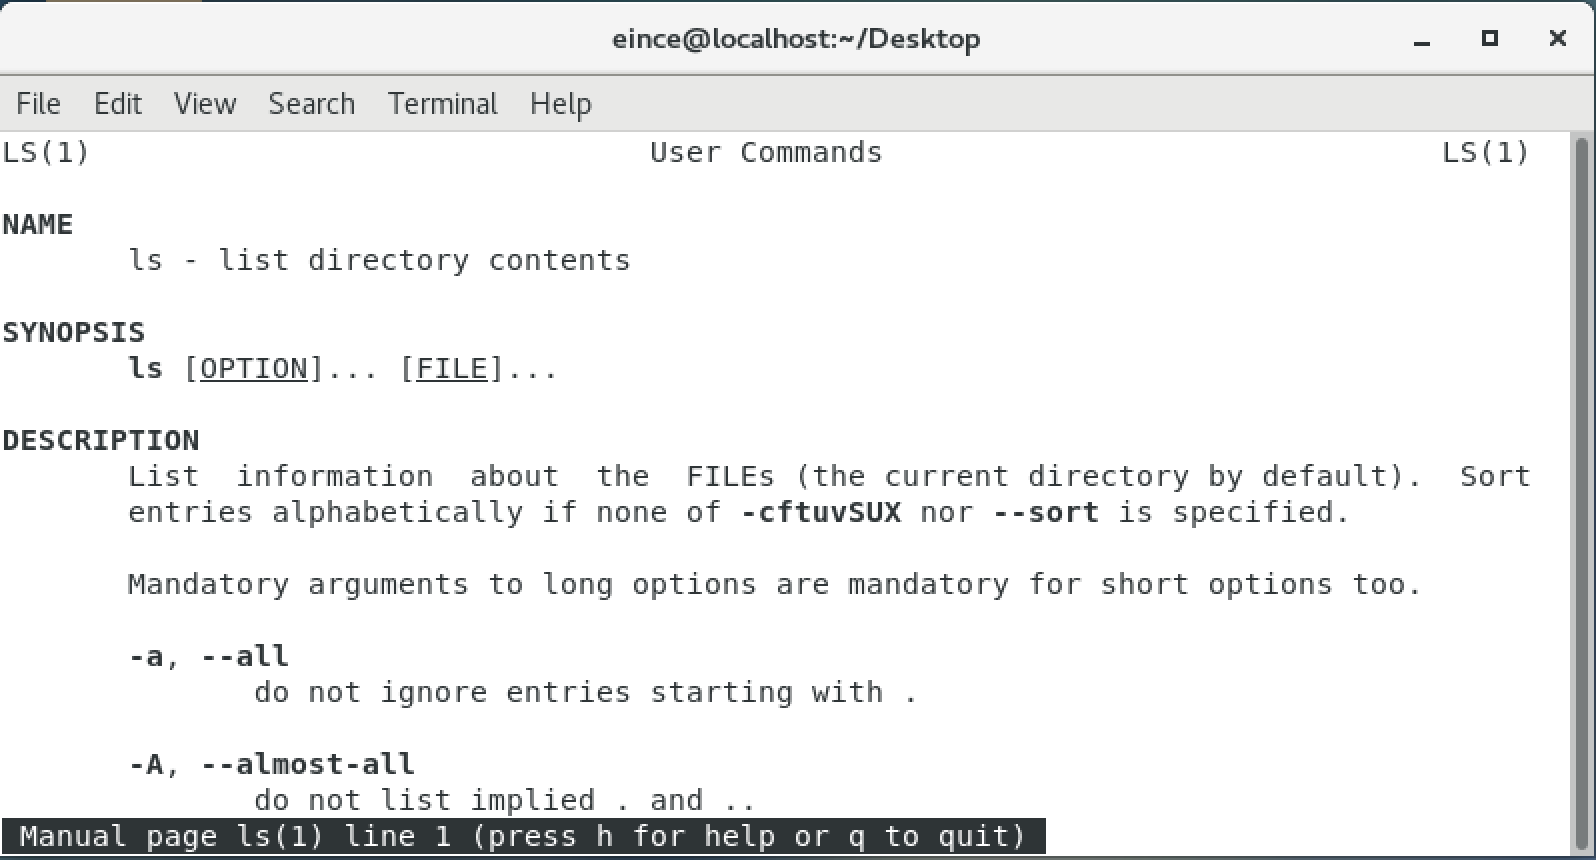 eince@localhost:~/Desktop
File Edit View Search Terminal Help
LS(1) User Commands LS(1)
NAME
ls - list directory contents
SYNOPSIS
ls [OPTION]... [FILE]...
DESCRIPTION
List information about the FILEs (the current directory by default). Sort
entries alphabetically if none of -cftuvSUX nor --sort is specified.
Mandatory arguments to long options are mandatory for short options too.
-a, --all
do not ignore entries starting with .
-A, --almost-all
do not list implied . and ..
Manual page ls(1) line 1 (press h for help or q to quit)